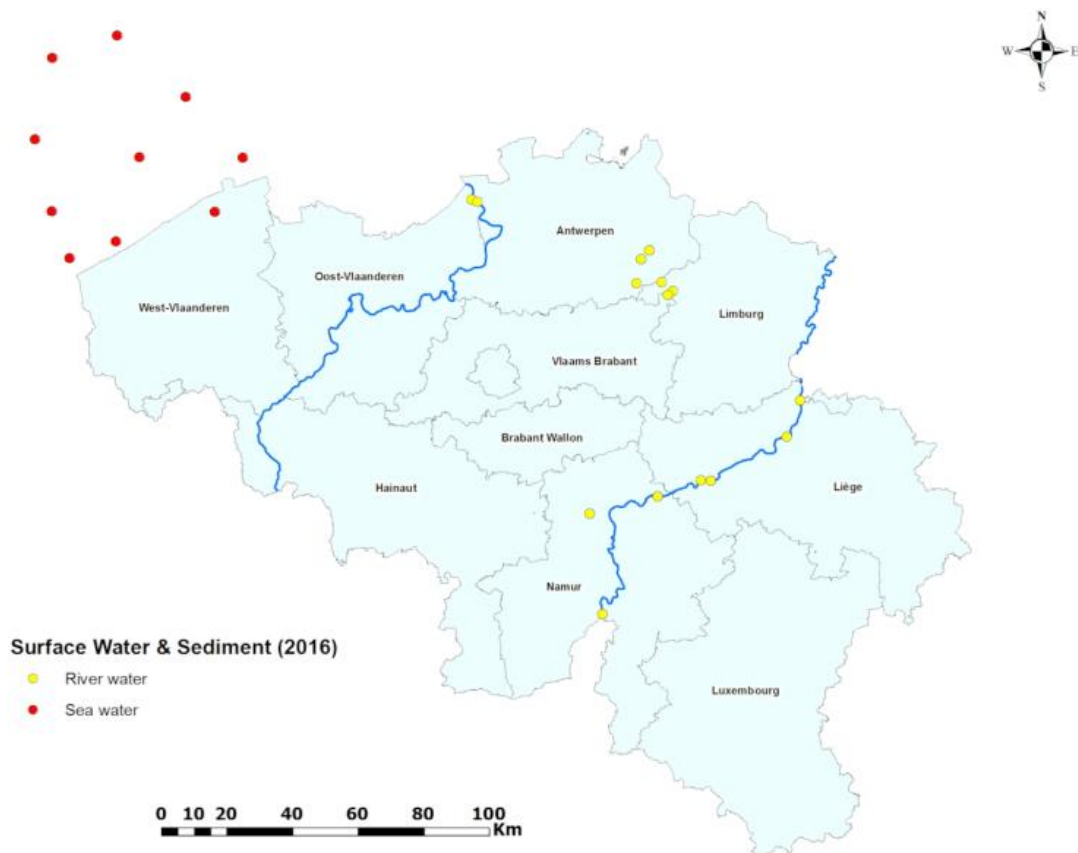 N
W E
S
Antwerpen
Oost-Vlaanderen
West-Vlaanderen
Limburg
Vlaams Brabant
Brabant Wallon
Hainaut
Liège
Namur
Luxembourg
Surface Water & Sediment (2016)
River water
Sea water
0 10 20 40 60 80 100
Km